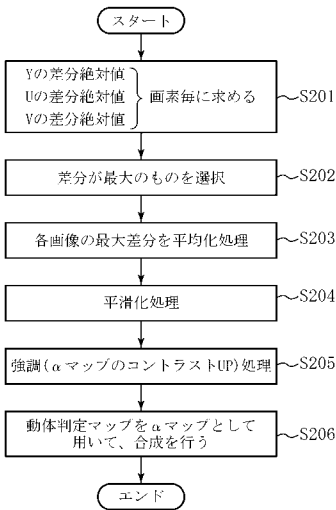 スタート
Yの差分絶対値
Uの差分絶対値 画素毎に求める
Vの差分絶対値
S201
差分が最大のものを選択
S202
各画像の最大差分を平均化処理
S203
平滑化処理
S204
強調(αマップのコントラストUP)処理
S205
動体判定マップをαマップとして
用いて、合成を行う
S206
エンド